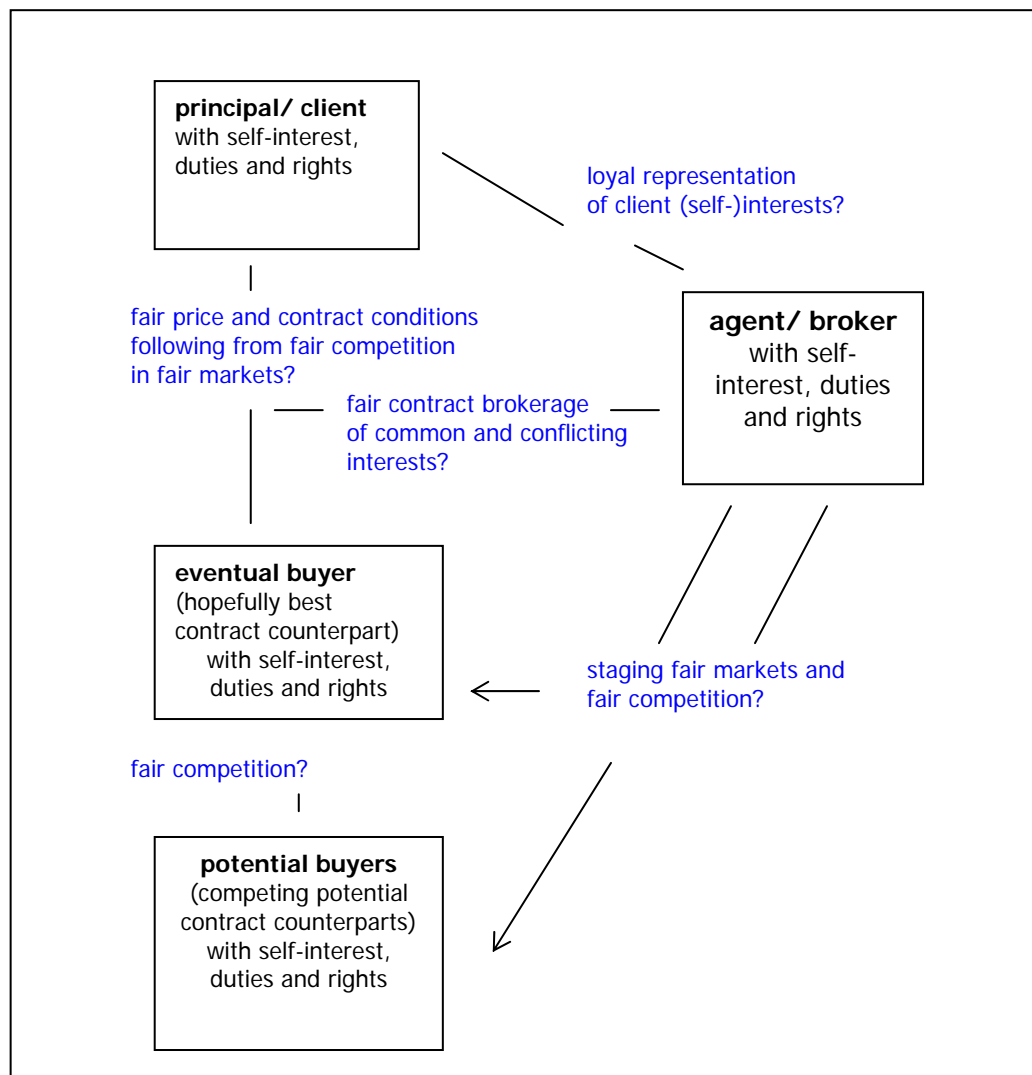 principal/ client
with self-interest,
duties and rights
loyal representation
of client (self-)interests?
fair price and contract conditions
following from fair competition
in fair markets?
agent/ broker
with self-
interest, duties
and rights
fair contract brokerage
of common and conflicting
interests?
eventual buyer
(hopefully best
contract counterpart)
with self-interest,
duties and rights
staging fair markets and
fair competition?
fair competition?
potential buyers
(competing potential
contract counterparts)
with self-interest,
duties and rights